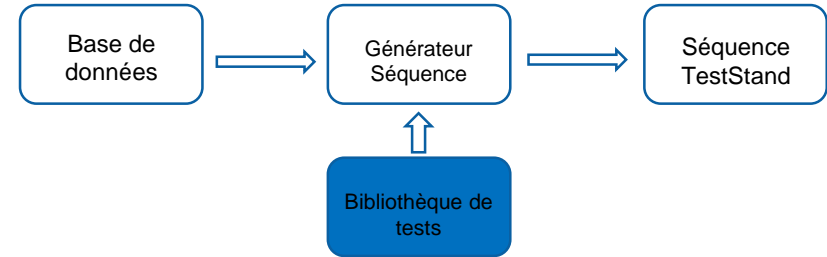 Base de
données
Générateur
Séquence
Séquence
TestStand
Bibliothèque de
tests